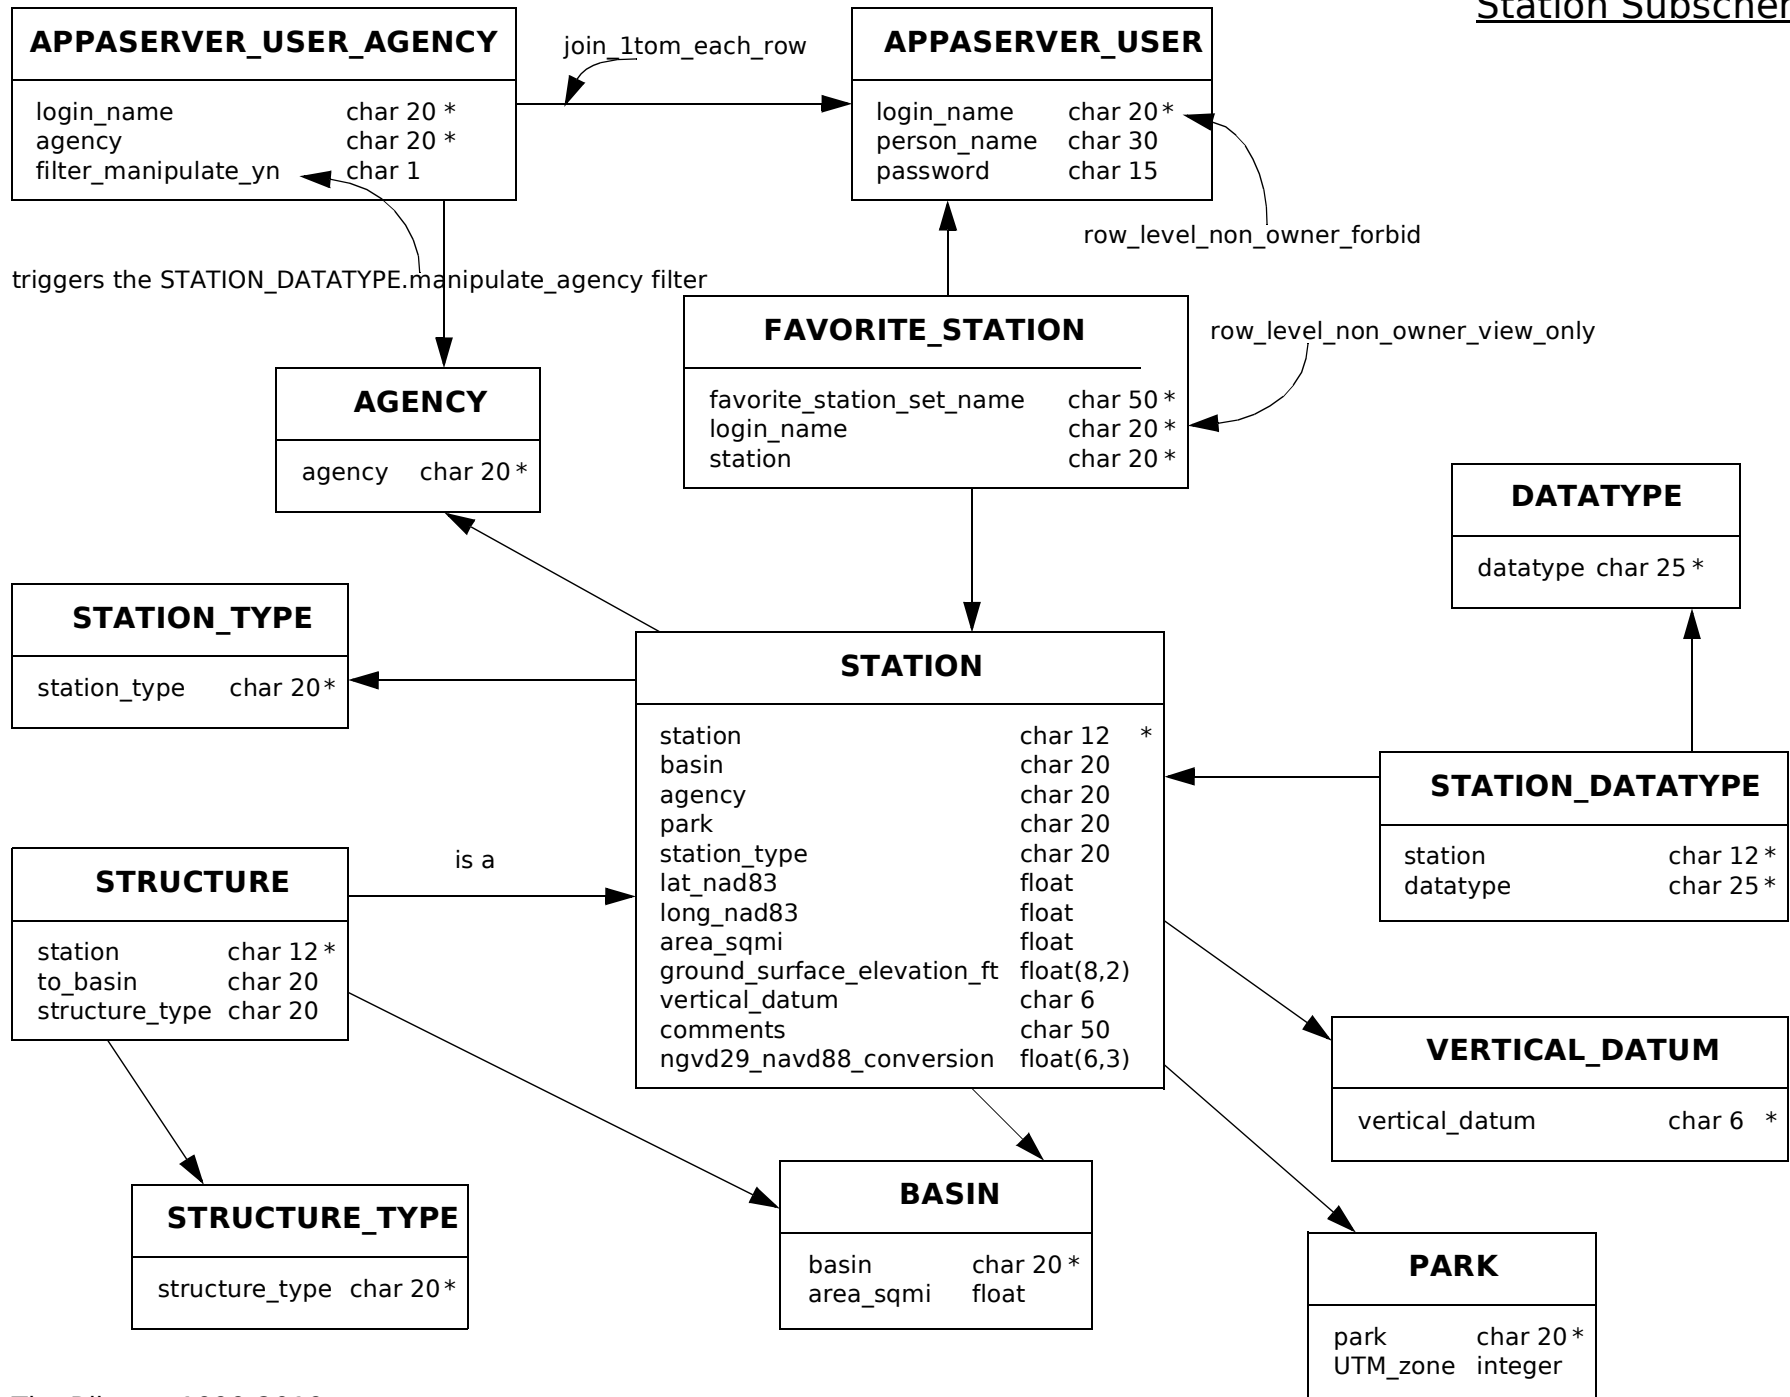 Station Subscher
APPASERVER_USER_AGENCY
login_name char 20 *
agency char 20 *
filter_manipulate_yn char 1
join_1tom_each_row
APPASERVER_USER
login_name char 20 *
person_name char 30
password char 15
row_level_non_owner_forbid
triggers the STATION_DATATYPE.manipulate_agency filter
FAVORITE_STATION
favorite_station_set_name char 50 *
login_name char 20 *
station char 20 *
row_level_non_owner_view_only
AGENCY
agency char 20 *
DATATYPE
datatype char 25 *
STATION_TYPE
station_type char 20 *
STATION
station char 12 *
basin char 20
agency char 20
park char 20
station_type char 20
lat_nad83 float
long_nad83 float
area_sqmi float
ground_surface_elevation_ft float(8,2)
vertical_datum char 6
comments char 50
ngvd29_navd88_conversion float(6,3)
STATION_DATATYPE
station char 12 *
datatype char 25 *
STRUCTURE
station char 12 *
to_basin char 20
structure_type char 20
is a
VERTICAL_DATUM
vertical_datum char 6 *
STRUCTURE_TYPE
structure_type char 20 *
BASIN
basin char 20 *
area_sqmi float
PARK
park char 20 *
UTM_zone integer